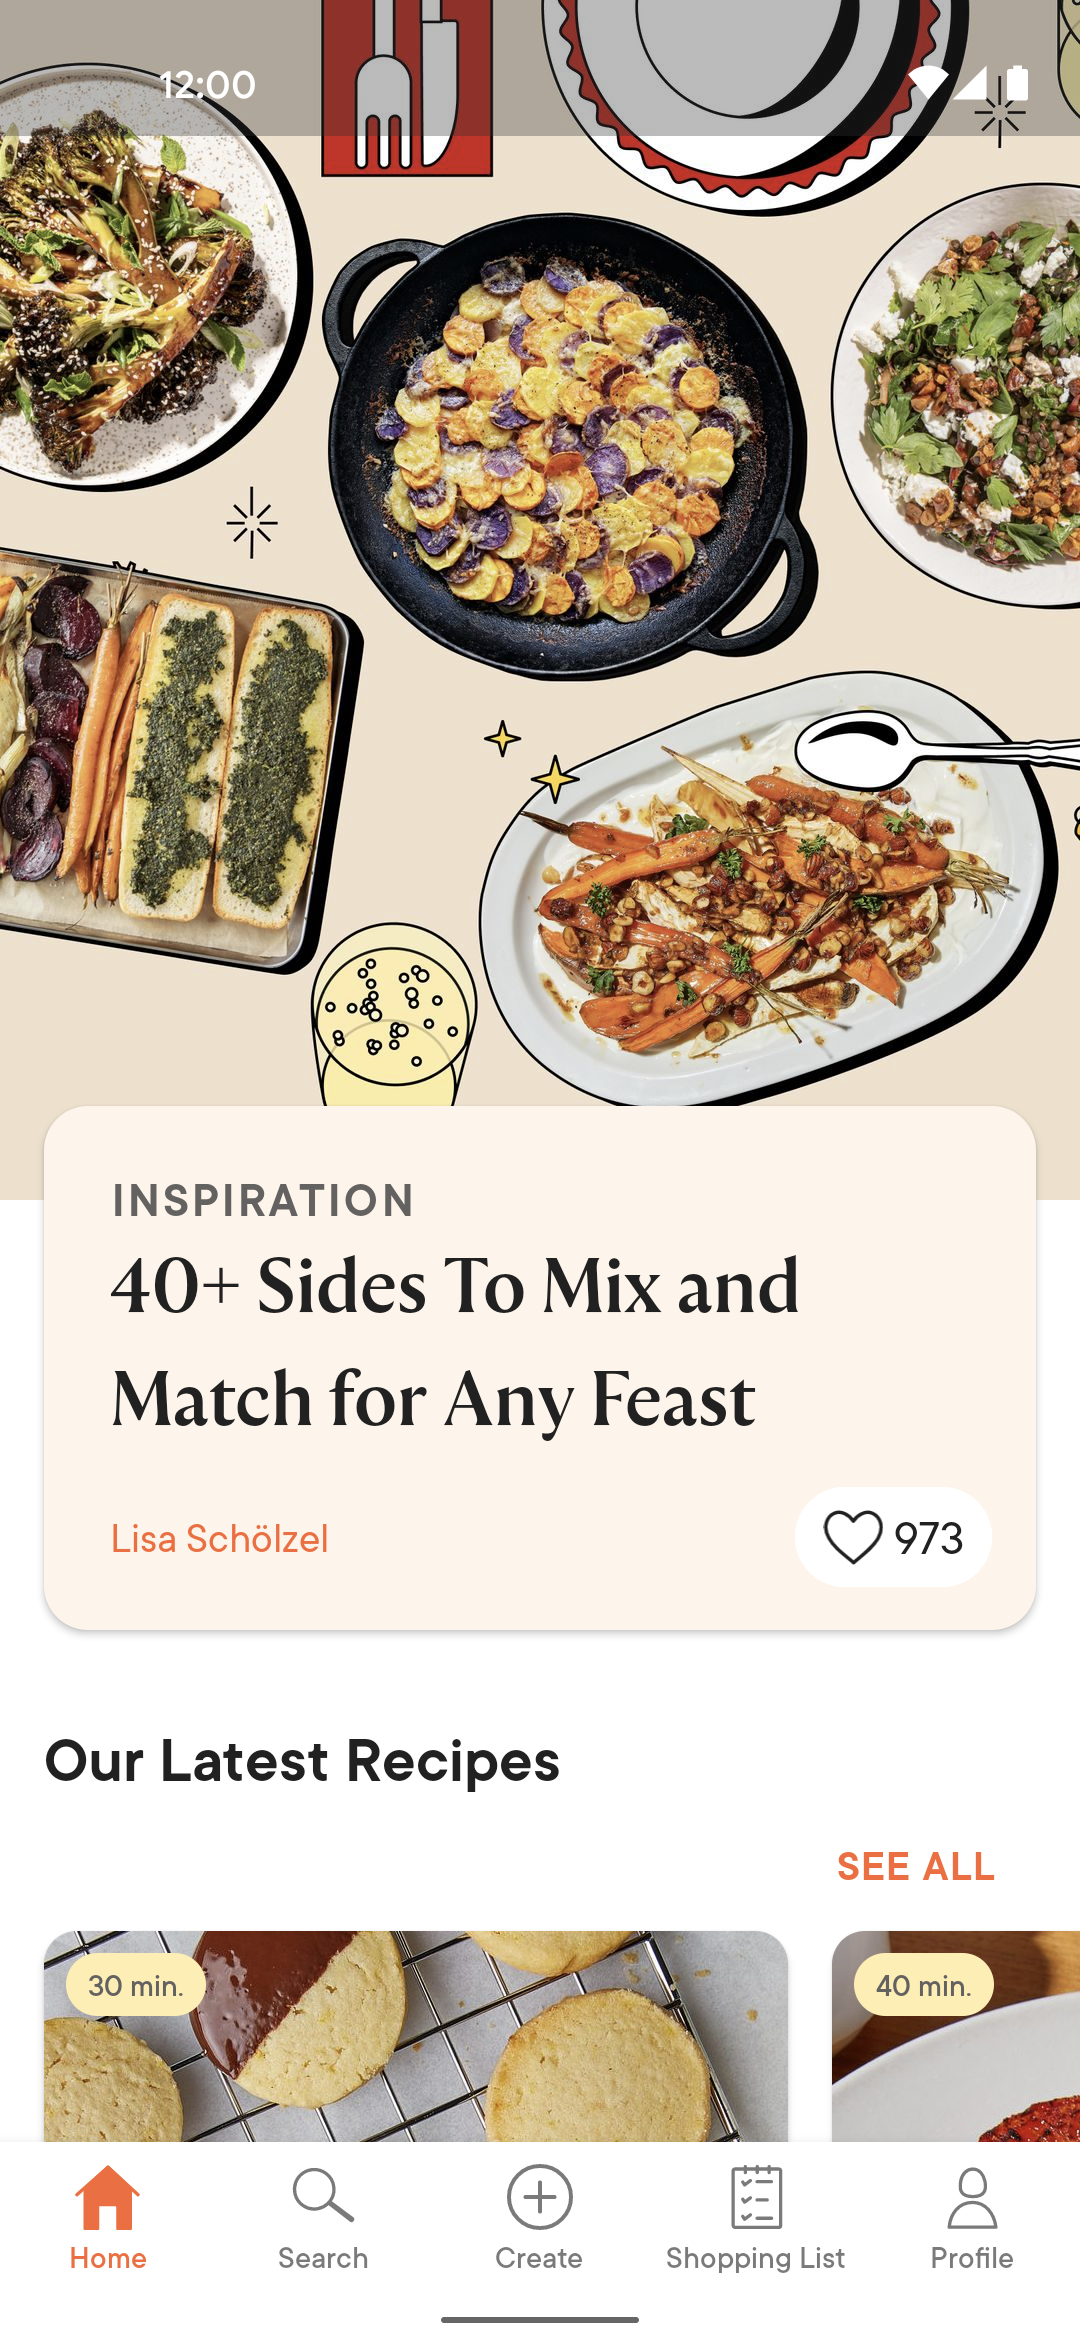 12:00
INSPIRATION
40+ Sides To Mix and
Match for Any Feast
Lisa Schölzel
973
Our Latest Recipes
SEE ALL
30 min.
40 min.
Home
Search
Create
Shopping List
Profile